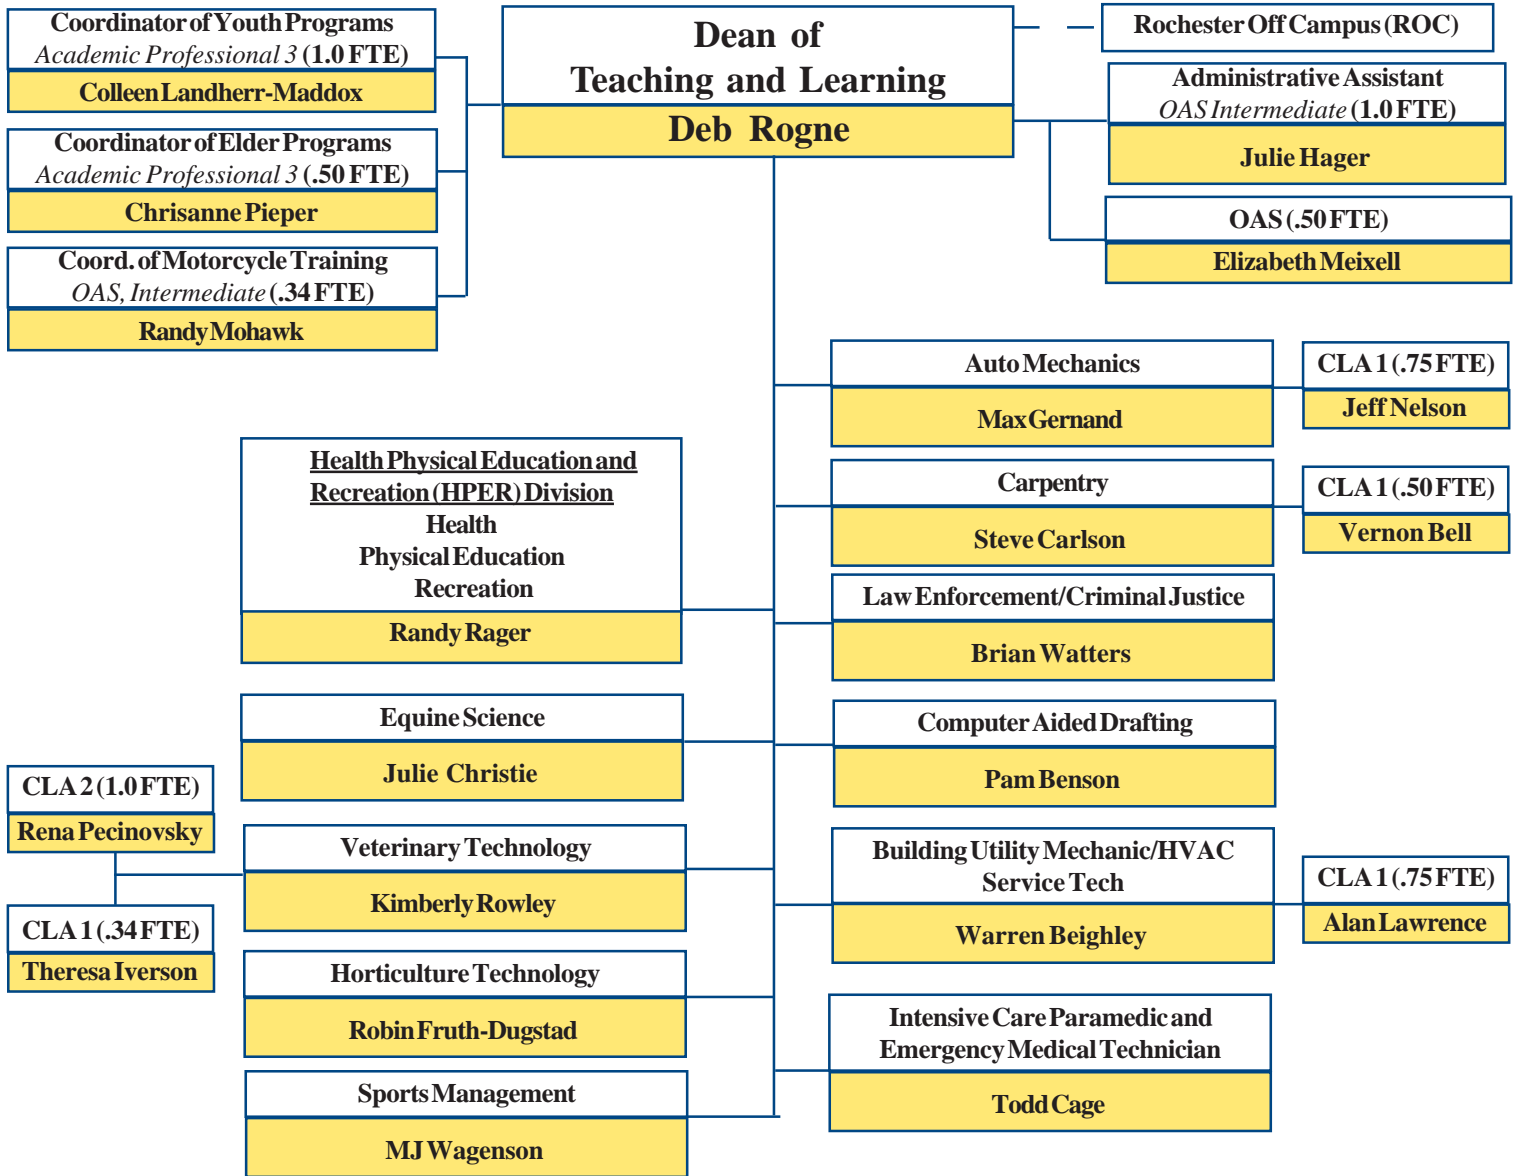 Coordinator of Youth Programs
Academic Professional 3 (1.0 FTE)
Colleen Landherr-Maddox
Coordinator of Elder Programs
Academic Professional 3 (.50 FTE)
Chrisanne Pieper
Coord. of Motorcycle Training
OAS, Intermediate (.34 FTE)
Randy Mohawk
Dean of
Teaching and Learning
Deb Rogne
Rochester Off Campus (ROC)
Administrative Assistant
OAS Intermediate (1.0 FTE)
Julie Hager
OAS (.50 FTE)
Elizabeth Meixell
Auto Mechanics
Max Gernand
CLA 1 (.75 FTE)
Jeff Nelson
Health Physical Education and
Recreation (HPER) Division
Health
Physical Education
Recreation
Randy Rager
Carpentry
Steve Carlson
CLA 1 (.50 FTE)
Vernon Bell
Law Enforcement/Criminal Justice
Brian Watters
Equine Science
Julie Christie
Computer Aided Drafting
Pam Benson
CLA 2 (1.0 FTE)
Rena Pecinovsky
CLA 1 (.34 FTE)
Theresa Iverson
Veterinary Technology
Kimberly Rowley
Building Utility Mechanic/HVAC
Service Tech
Warren Beighley
CLA 1 (.75 FTE)
Alan Lawrence
Horticulture Technology
Robin Fruth-Dugstad
Intensive Care Paramedic and
Emergency Medical Technician
Todd Cage
Sports Management
MJ Wagenson